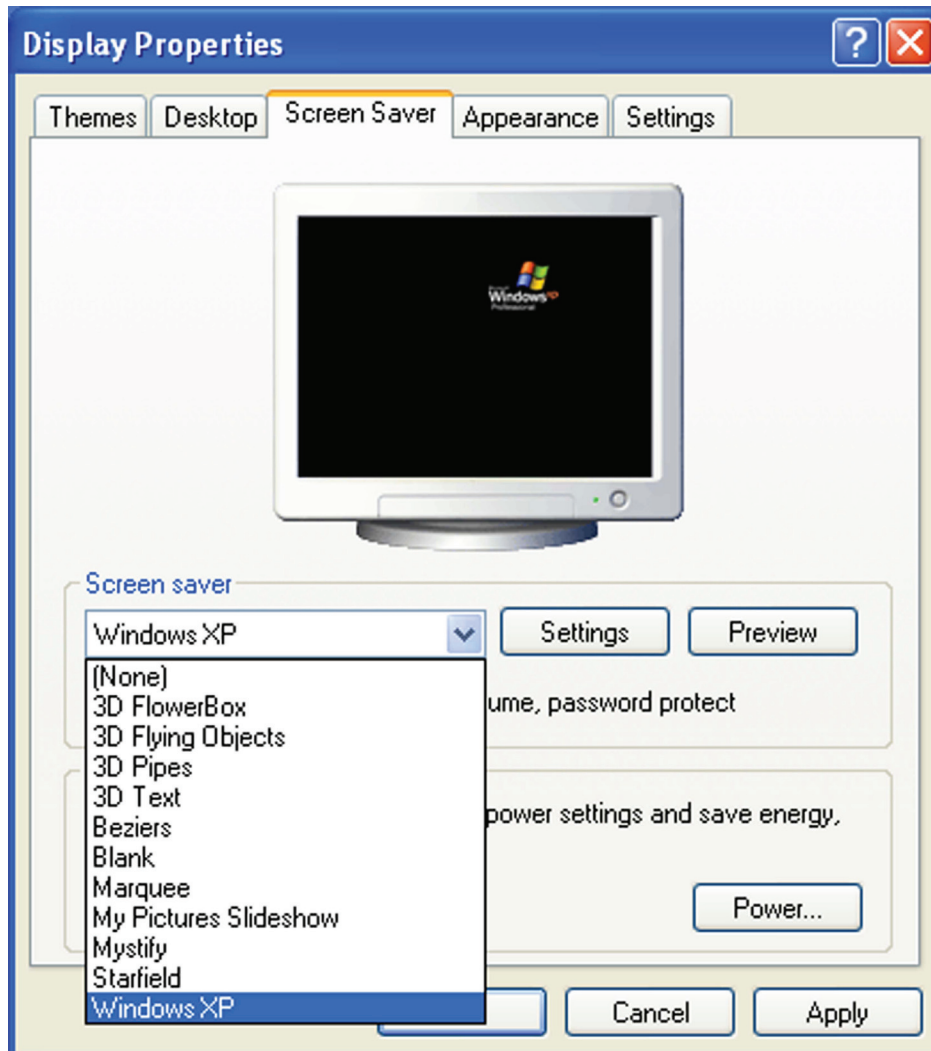 Display Properties
Themes Desktop Screen Saver Appearance Settings
Windows xp
Professional
Screen saver
Windows XP Settings Preview
(None)
3D FlowerBox
ume, password protect
3D Flying Objects
3D Pipes
3D Text
power settings and save energy,
Beziers
Blank
Marquee
My Pictures Slideshow
Power...
Mystify
Starfield
Windows XP
Cancel Apply